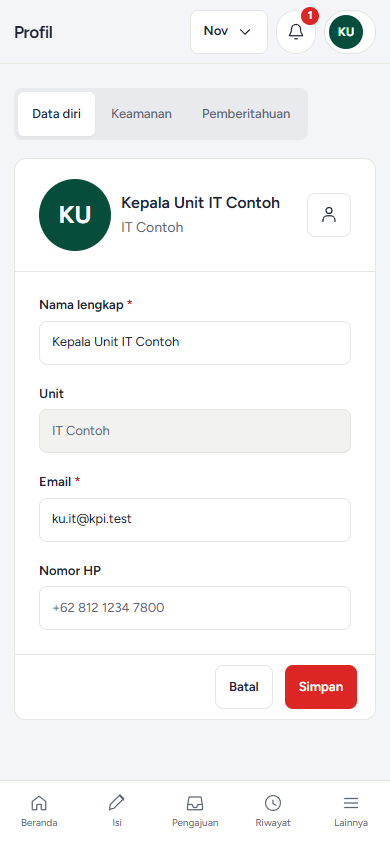 Profil
Nov
1
KU
Data diri
Keamanan
Pemberitahuan
KU
Kepala Unit IT Contoh
IT Contoh
Nama lengkap *
Kepala Unit IT Contoh
Unit
IT Contoh
Email *
ku.it@kpi.test
Nomor HP
+62 812 1234 7800
Batal
Simpan
Beranda
Isi
Pengajuan
Riwayat
Lainnya